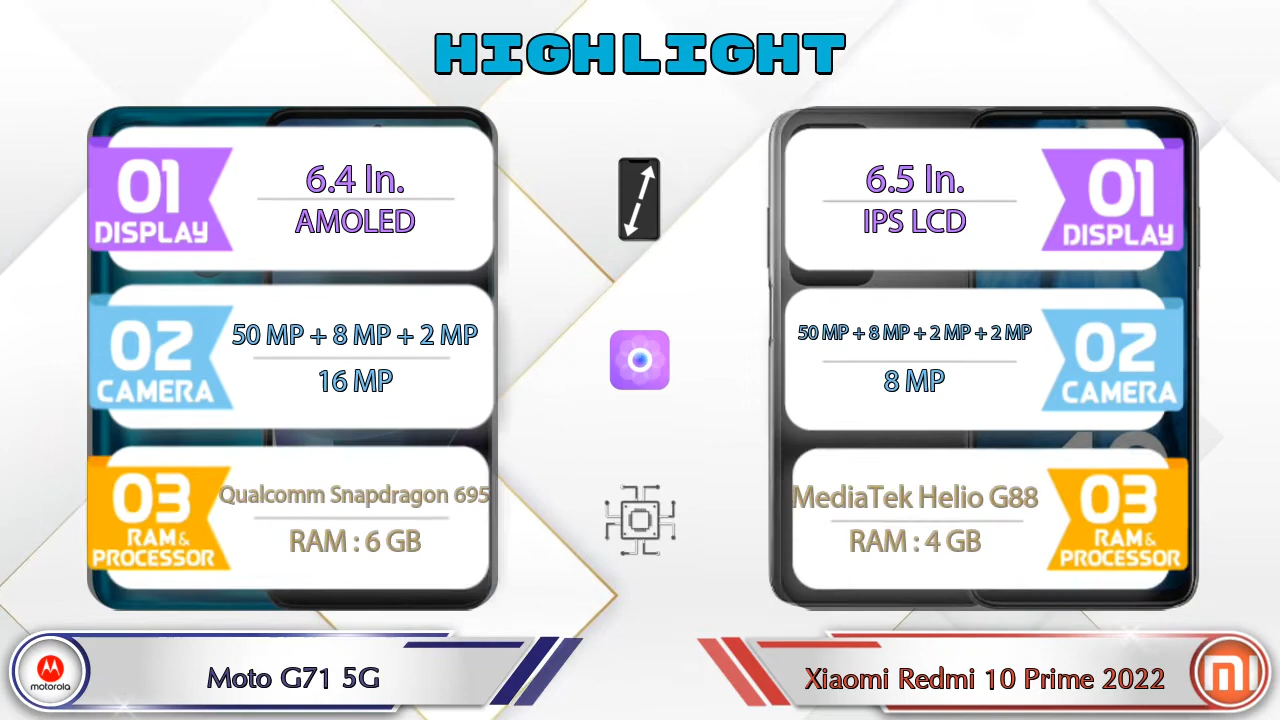 HIGHLIGHT
01
DISPLAY
6.4 In.
AMOLED
02
CAMERA
50 MP + 8 MP + 2 MP
16 MP
03
RAM &
PROCESSOR
Qualcomm Snapdragon 695
RAM : 6 GB
6.5 In.
IPS LCD
01
DISPLAY
50 MP + 8 MP + 2 MP + 2 MP
8 MP
02
CAMERA
MediaTek Helio G88
RAM : 4 GB
03
RAM &
PROCESSOR
motorola
Moto G71 5G
Xiaomi Redmi 10 Prime 2022
MI